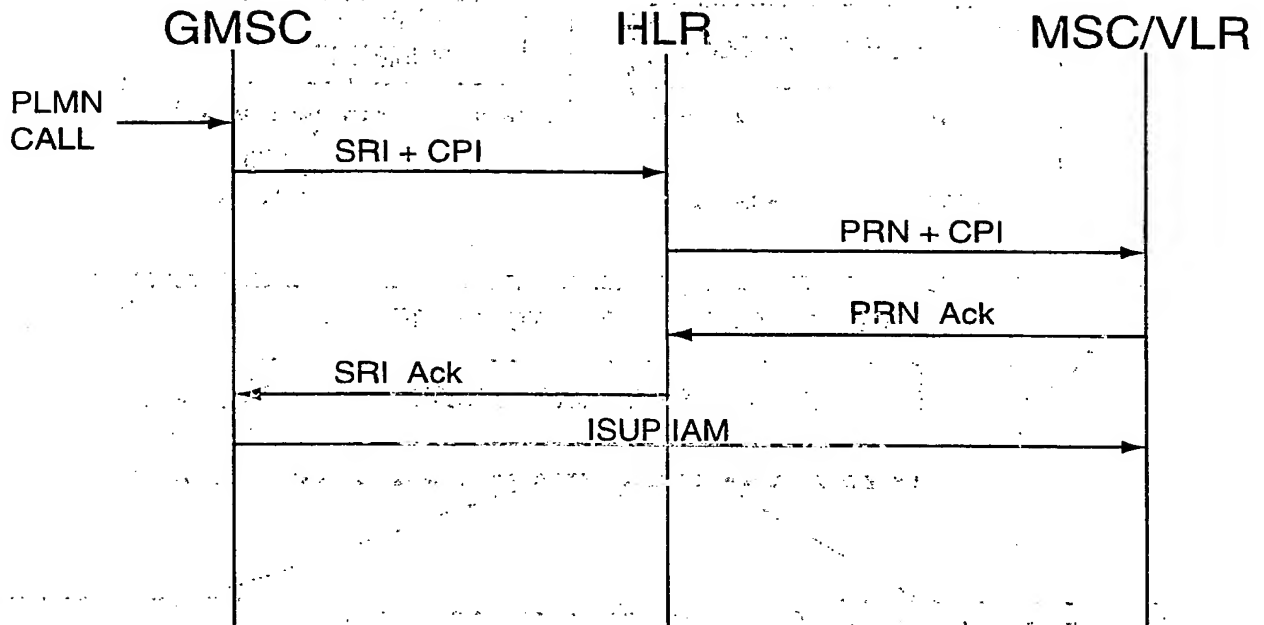 GMSC HLR MSC/VLR
PLMN
CALL
SRI + CPI
PRN + CPI
PRN Ack
SRI Ack
ISUP IAM